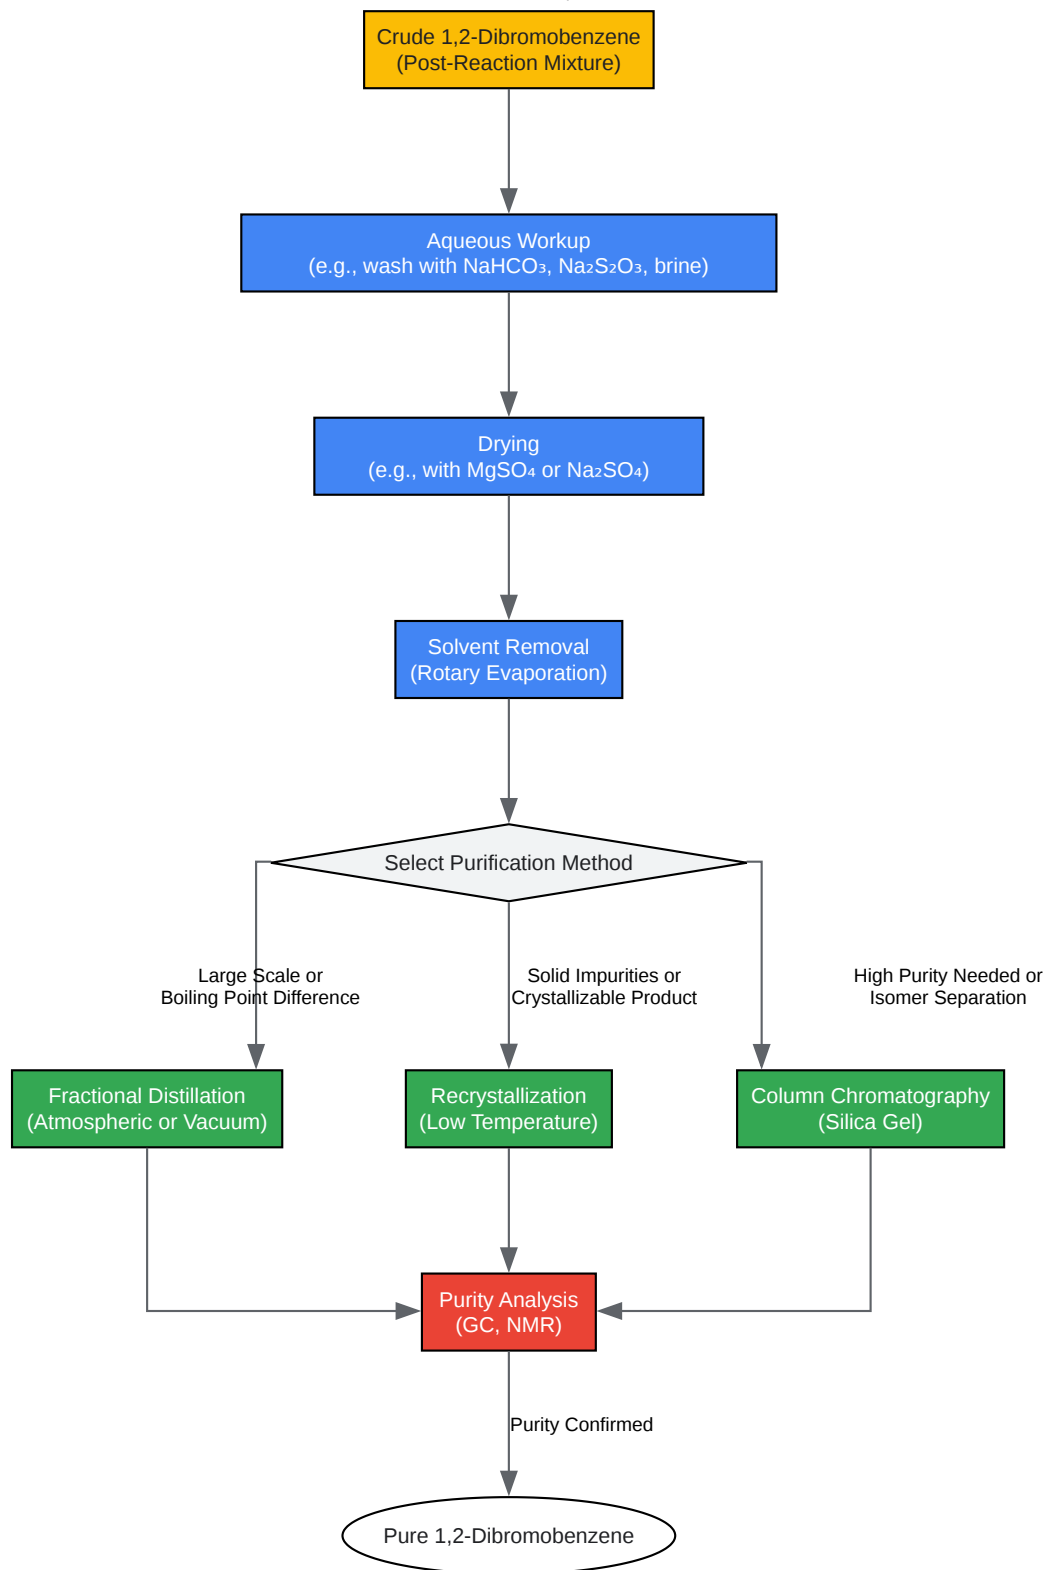 Crude 1,2-Dibromobenzene
(Post-Reaction Mixture)
Aqueous Workup
(e.g., wash with NaHCO₃, Na₂S₂O₃, brine)
Drying
(e.g., with MgSO₄ or Na₂SO₄)
Solvent Removal
(Rotary Evaporation)
Select Purification Method
Large Scale or
Boiling Point Difference
Solid Impurities or
Crystallizable Product
High Purity Needed or
Isomer Separation
Fractional Distillation
(Atmospheric or Vacuum)
Recrystallization
(Low Temperature)
Column Chromatography
(Silica Gel)
Purity Analysis
(GC, NMR)
Purity Confirmed
Pure 1,2-Dibromobenzene